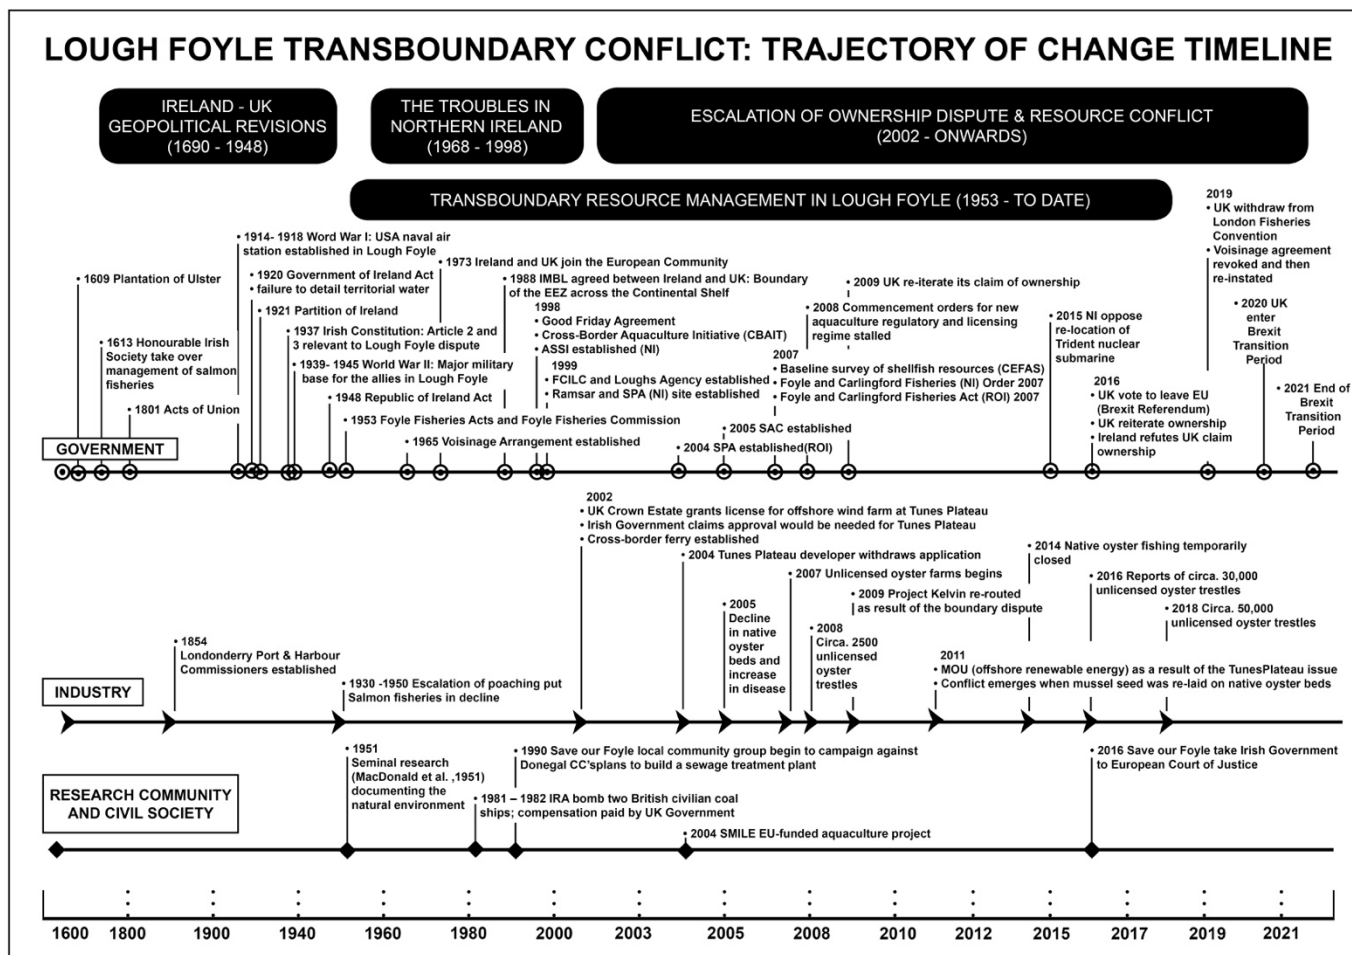 LOUGH FOYLE TRANSBOUNDARY CONFLICT: TRAJECTORY OF CHANGE TIMELINE
IRELAND - UK
GEOPOLITICAL REVISIONS
(1690 - 1948)
THE TROUBLES IN
NORTHERN IRELAND
(1968 - 1998)
ESCALATION OF OWNERSHIP DISPUTE & RESOURCE CONFLICT
(2002 - ONWARDS)
TRANSBOUNDARY RESOURCE MANAGEMENT IN LOUGH FOYLE (1953 - TO DATE)
GOVERNMENT
• 1609 Plantation of Ulster
• 1613 Honourable Irish
Society take over
management of salmon
fisheries
• 1801 Acts of Union
• 1914- 1918 Word War I: USA naval air
station established in Lough Foyle
• 1920 Government of Ireland Act
• failure to detail territorial water
• 1921 Partition of Ireland
• 1937 Irish Constitution: Article 2 and
3 relevant to Lough Foyle dispute
• 1939- 1945 World War II: Major military
base for the allies in Lough Foyle
• 1948 Republic of Ireland Act
• 1953 Foyle Fisheries Acts and Foyle Fisheries Commission
• 1965 Voisinage Arrangement established
• 1973 Ireland and UK join the European Community
• 1988 IMBL agreed between Ireland and UK: Boundary
of the EEZ across the Continental Shelf
1998
• Good Friday Agreement
• Cross-Border Aquaculture Initiative (CBAIT)
• ASSI established (NI)
1999
• FCILC and Loughs Agency established
• Ramsar and SPA (NI) site established
• 2004 SPA established(ROI)
• 2005 SAC established
2007
• Baseline survey of shellfish resources (CEFAS)
• Foyle and Carlingford Fisheries (NI) Order 2007
• Foyle and Carlingford Fisheries Act (ROI) 2007
• 2008 Commencement orders for new
aquaculture regulatory and licensing
regime stalled
• 2009 UK re-iterate its claim of ownership
• 2015 NI oppose
re-location of
Trident nuclear
submarine
2016
• UK vote to leave EU
(Brexit Referendum)
• UK reiterate ownership
• Ireland refutes UK claim
ownership
2019
• UK withdraw from
London Fisheries
Convention
• Voisinage agreement
revoked and then
re-instated
• 2020 UK
enter
Brexit
Transition
Period
• 2021 End of
Brexit
Transition
Period
INDUSTRY
• 1854
Londonderry Port & Harbour
Commissioners established
• 1930 -1950 Escalation of poaching put
Salmon fisheries in decline
2002
• UK Crown Estate grants license for offshore wind farm at Tunes Plateau
• Irish Government claims approval would be needed for Tunes Plateau
• Cross-border ferry established
• 2004 Tunes Plateau developer withdraws application
• 2005
Decline
in native
oyster
beds and
increase
in disease
• 2007 Unlicensed oyster farms begins
• 2008
Circa. 2500
unlicensed
oyster
trestles
• 2009 Project Kelvin re-routed
as result of the boundary dispute
2011
• MOU (offshore renewable energy) as a result of the TunesPlateau issue
• Conflict emerges when mussel seed was re-laid on native oyster beds
• 2014 Native oyster fishing temporarily
closed
• 2016 Reports of circa. 30,000
unlicensed oyster trestles
• 2018 Circa. 50,000
unlicensed oyster trestles
RESEARCH COMMUNITY
AND CIVIL SOCIETY
• 1951
Seminal research
(MacDonald et al. ,1951)
documenting the
natural environment
• 1981 – 1982 IRA bomb two British civilian coal
ships; compensation paid by UK Government
• 1990 Save our Foyle local community group begin to campaign against
Donegal CC'splans to build a sewage treatment plant
• 2004 SMILE EU-funded aquaculture project
• 2016 Save our Foyle take Irish Government
to European Court of Justice
1600 1800 1900 1940 1960 1980 2000 2003 2005 2008 2010 2012 2015 2017 2019 2021